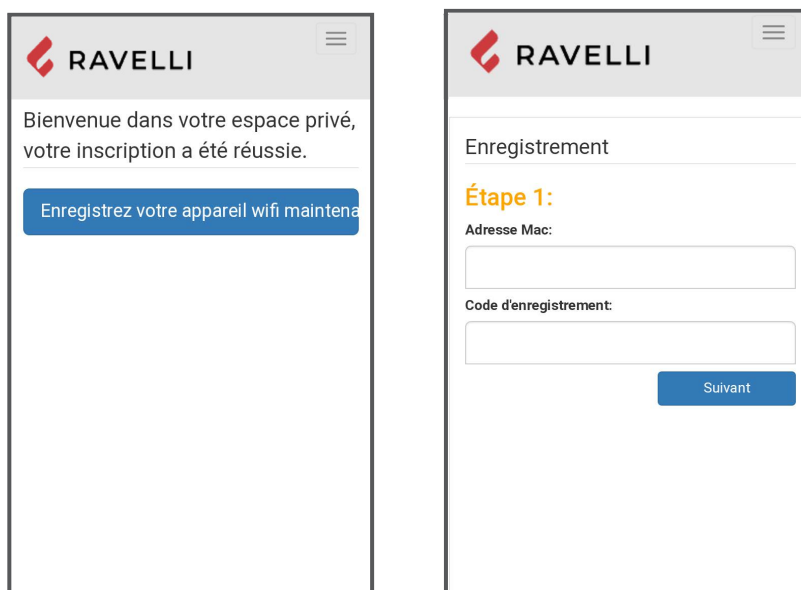 RAVELLI
Bienvenue dans votre espace privé,
votre inscription a été réussie.
Enregistrez votre appareil wifi maintena
RAVELLI
Enregistrement
Étape 1:
Adresse Mac:
Code d'enregistrement:
Suivant